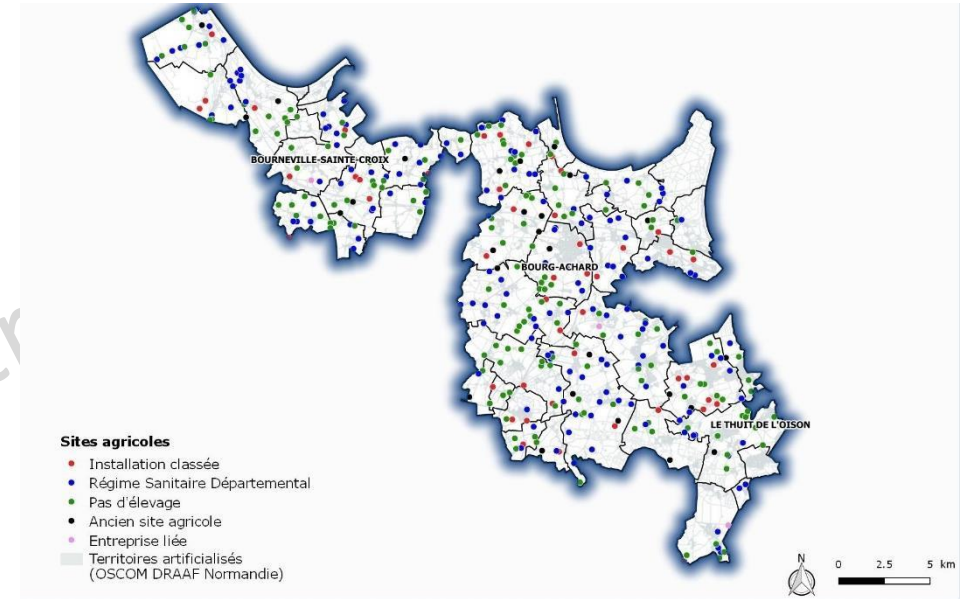 BOURNEVILLE-SAINTE-CROIX
BOURG-ACHARD
LE THUIT DE L'OISON
Sites agricoles
Installation classée
Régime Sanitaire Départemental
Pas d'élevage
Ancien site agricole
Entreprise liée
Territoires artificialisés
(OSCOM DRAAF Normandie)
N
0 2.5 5 km